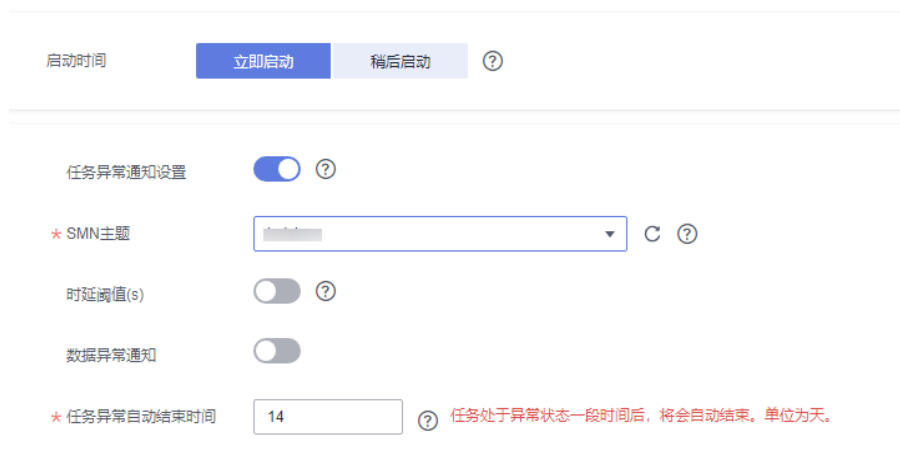 启动时间 立即启动 稍后启动 ?
任务异常通知设置 ?
* SMN主题 ?
时延阈值(s) ?
数据异常通知
* 任务异常自动结束时间 14 ? 任务处于异常状态一段时间后，将会自动结束。单位为天。